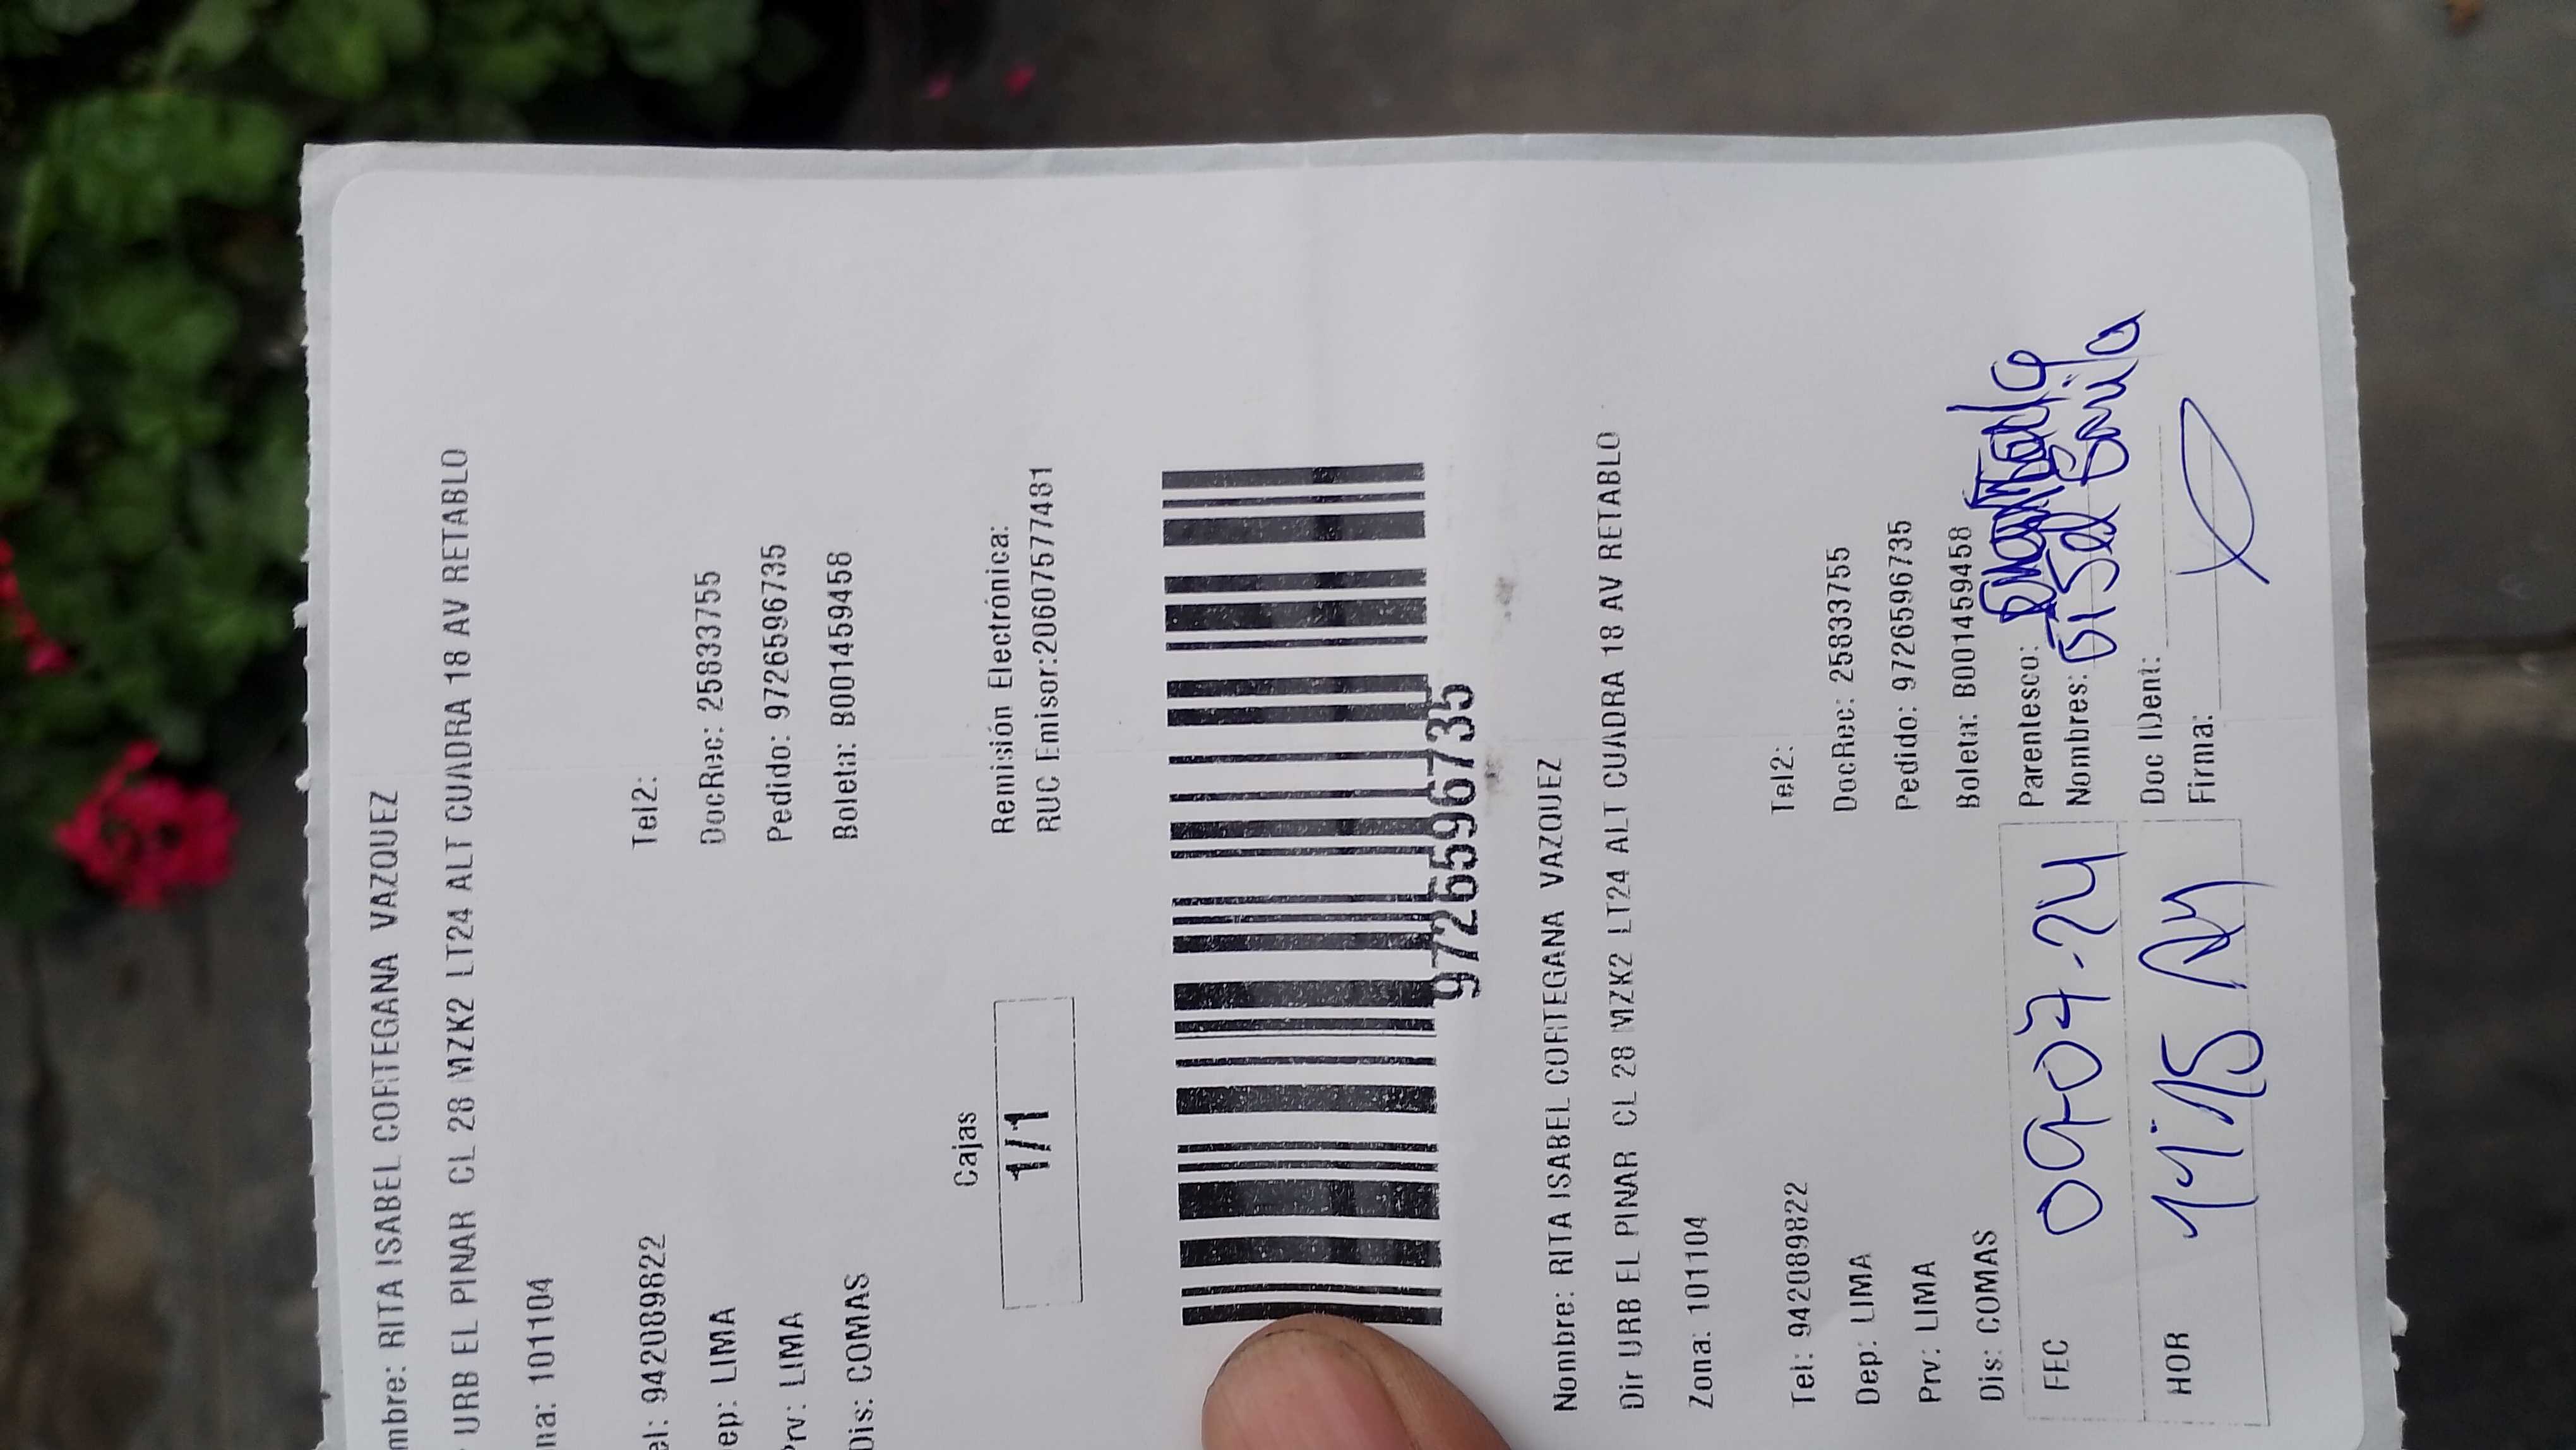 mbre: RITA ISABEL CORTEGANA VAZQUEZ
URB EL PINAR CL 28 MZK2 LT24 ALT CUADRA 18 AV RETABLO
na: 101104
el: 942089822 Tel2:
ep: LIMA DocRec: 25833755
Prv: LIMA Pedido: 9726596735
Dis: COMAS Boleta: B001459458
Cajas
1/1
Remisión Electrónica:
RUC Emisor:20607577481
9726596735
Nombre: RITA ISABEL CORTEGANA VAZQUEZ
Dir URB EL PINAR CL 28 MZK2 LT24 ALT CUADRA 18 AV RETABLO
Zona: 101104
Tel: 942089822 Tel2:
Dep: LIMA DocRec: 25833755
Prv: LIMA Pedido: 9726596735
Dis: COMAS Boleta: B001459458
FEC 09-07-24
Parentesco:
Nombres:
HOR 11:15 AM
Doc IDent:
Firma: